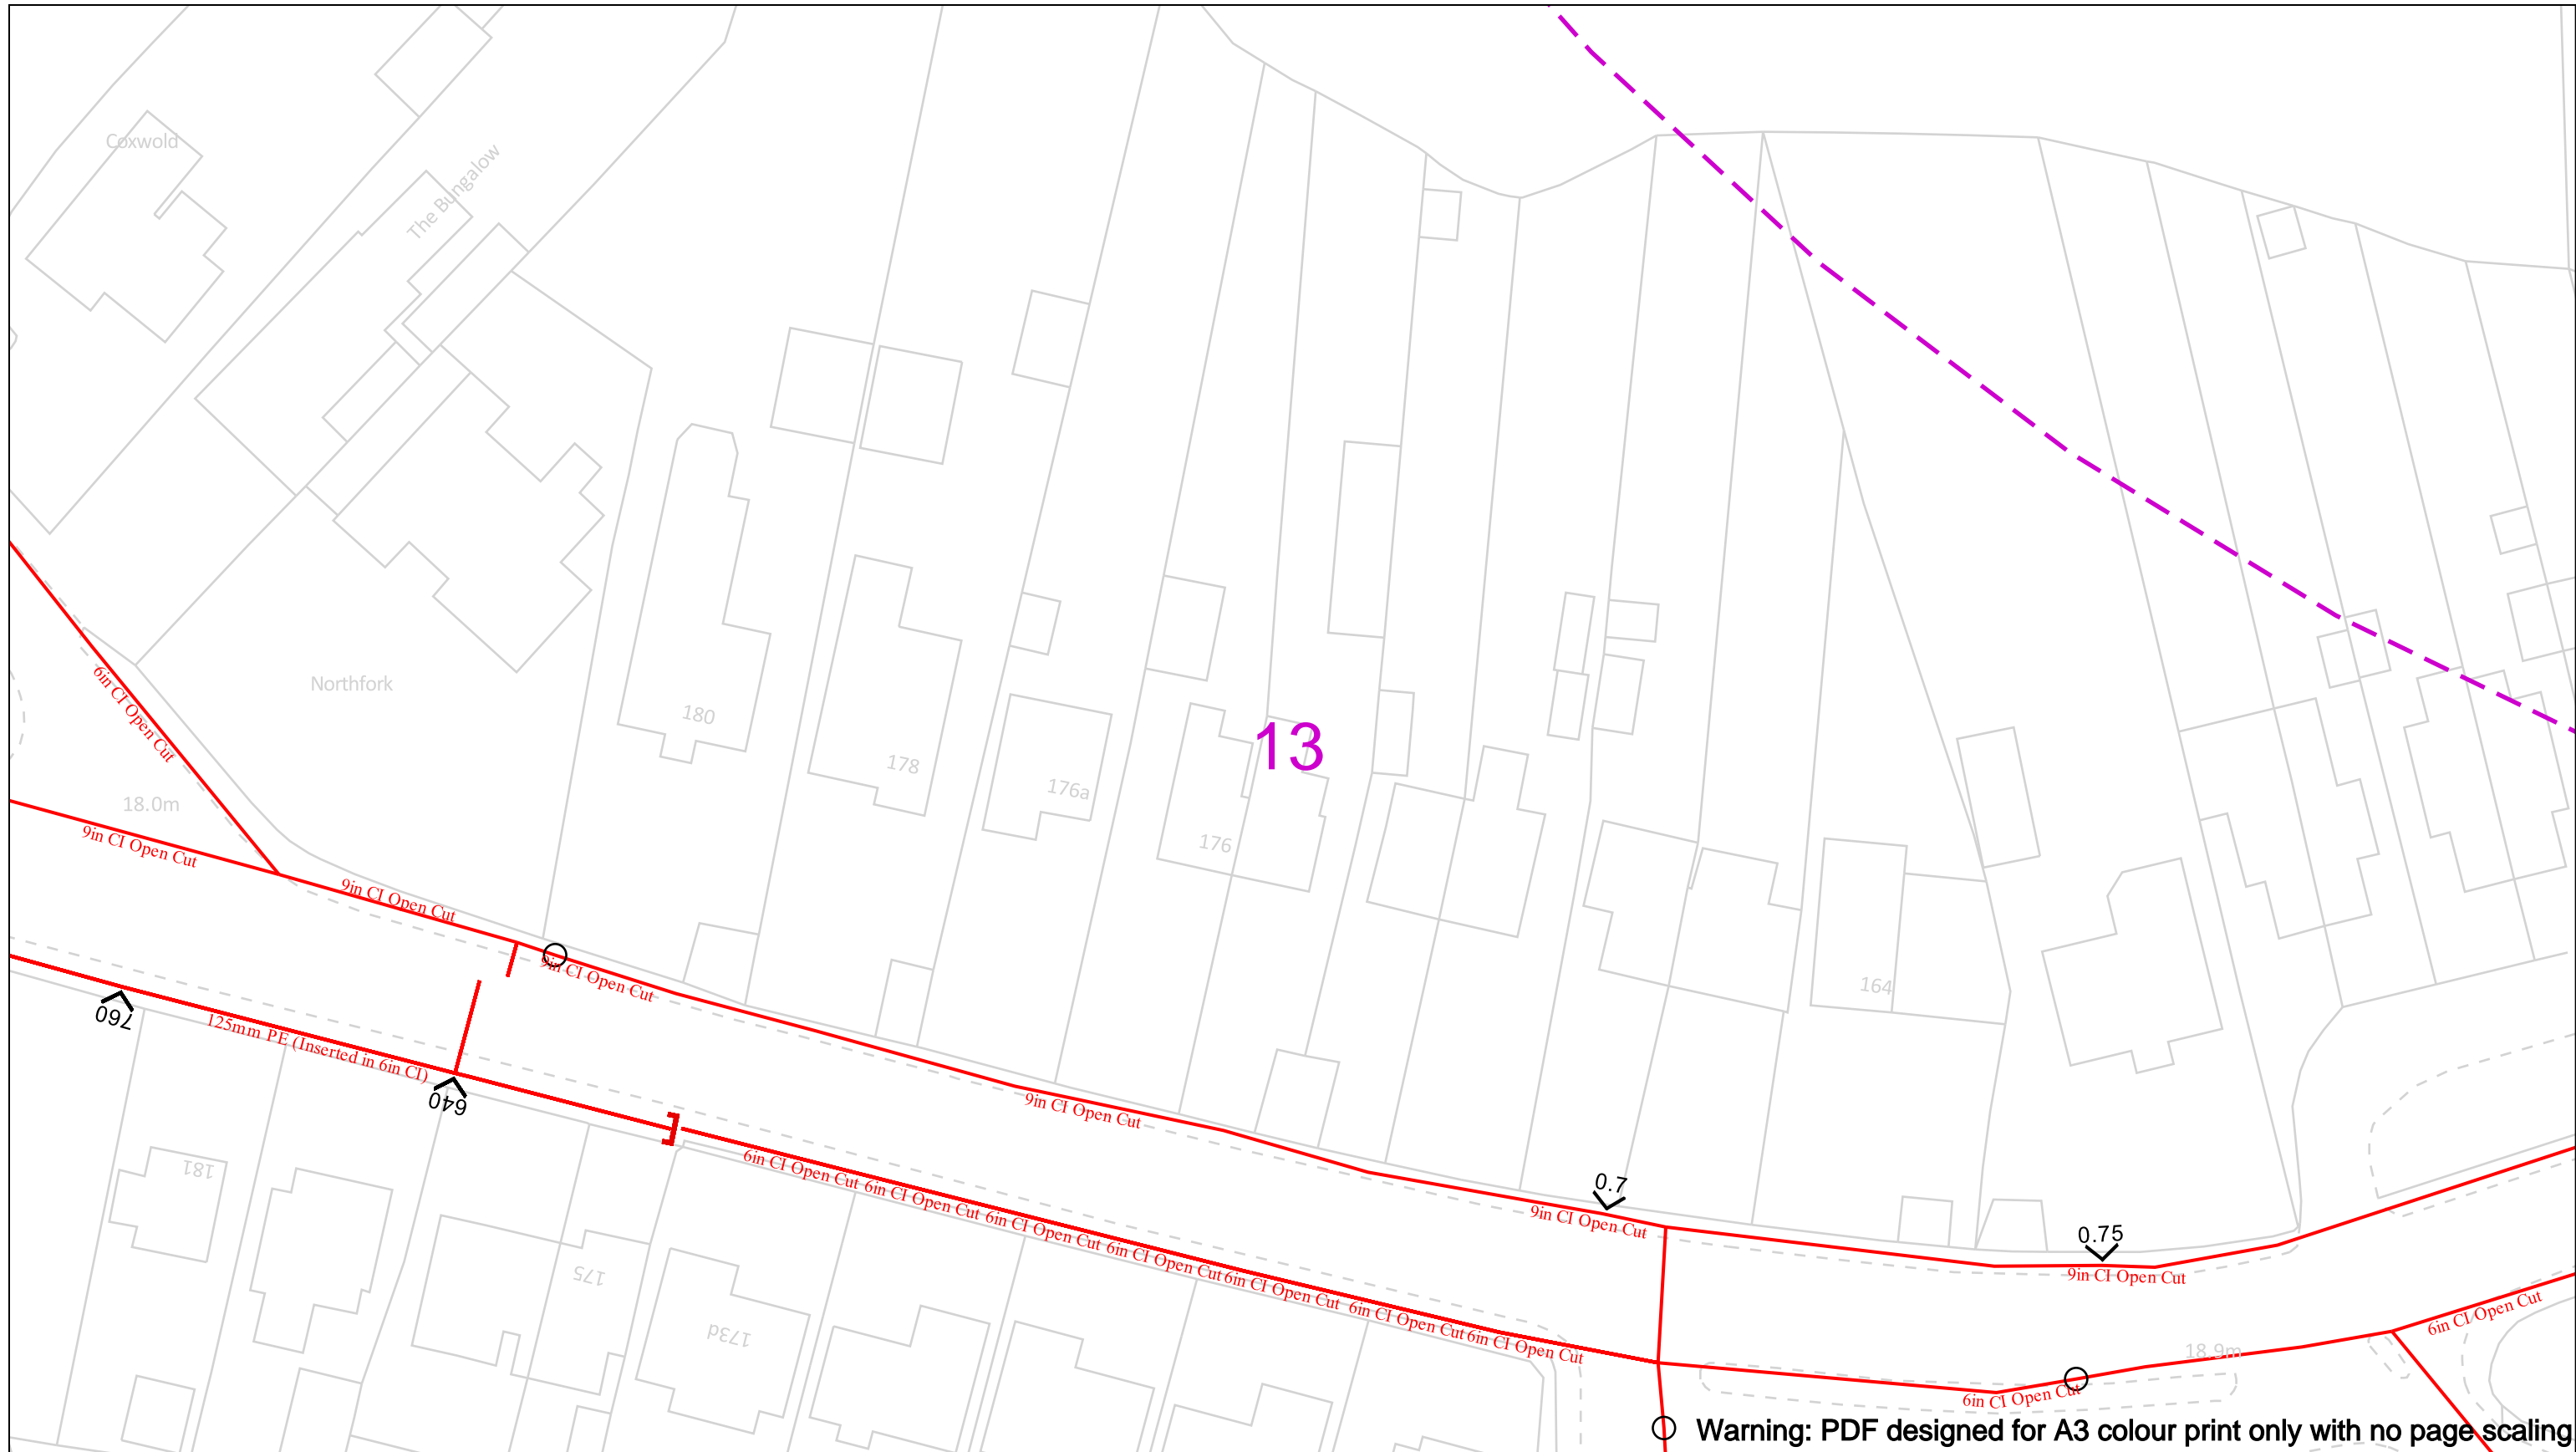 Coxwold
The Bungalow
6in CI Open Cut
Northfork
180
13
178
176a
18.0m
176
9in CI Open Cut
9in CI Open Cut
9in CI Open Cut
164
760
125mm PE (Inserted in 6in CI)
640
9in CI Open Cut
181
6in CI Open Cut
6in CI Open Cut
6in CI Open Cut
6in CI Open Cut
6in CI Open Cut
6in CI Open Cut
6in CI Open Cut
0.7
9in CI Open Cut
0.75
9in CI Open Cut
175
173d
6in CI Open Cut
18.9m
6in CI Open Cut
Warning: PDF designed for A3 colour print only with no page scaling